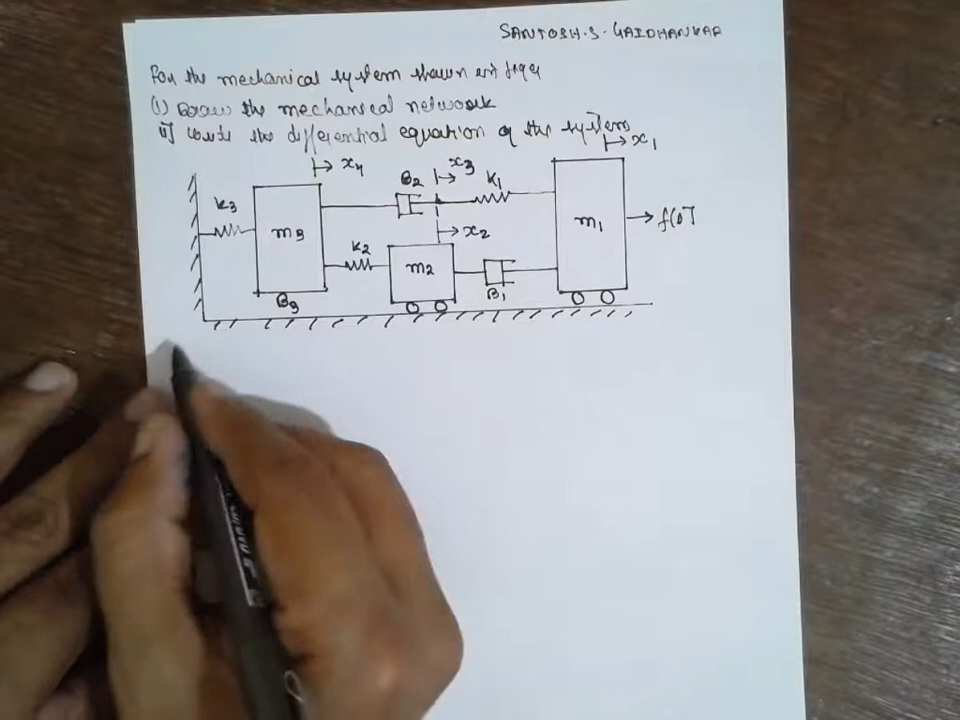 SANTOSH.S.GAIDHANKAR
For the mechanical system shown in fig
(i) Draw the mechanical network
ii) write the differential equation of the system
x4
x3
x1
B2
K1
K3
M3
x2
M1
f(t)
K2
M2
B1
B3